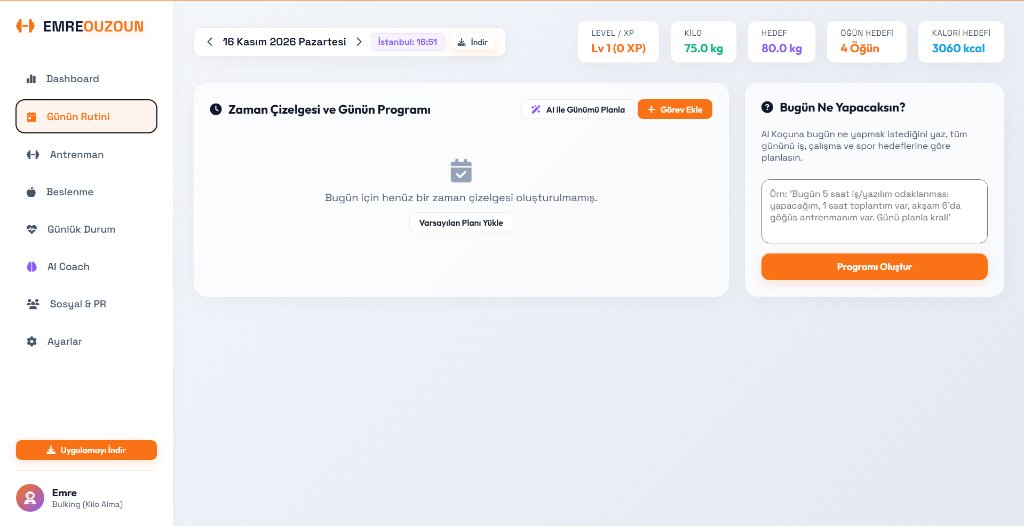 EMREOUZOUN
Dashboard
Günün Rutini
Antrenman
Beslenme
Günlük Durum
AI Coach
Sosyal & PR
Ayarlar
Uygulamayı İndir
Emre
Bulking (Kilo Alma)
16 Kasım 2026 Pazartesi
İstanbul: 16:51
İndir
LEVEL / XP
Lv 1 (0 XP)
KİLO
75.0 kg
HEDEF
80.0 kg
ÖĞÜN HEDEFİ
4 Öğün
KALORİ HEDEFİ
3060 kcal
Zaman Çizelgesi ve Günün Programı
AI ile Günümü Planla
Görev Ekle
Bugün için henüz bir zaman çizelgesi oluşturulmamış.
Varsayılan Planı Yükle
Bugün Ne Yapacaksın?
AI Koçuna bugün ne yapmak istediğini yaz, tüm
gününü iş, çalışma ve spor hedeflerine göre
planlasın.
Örn: 'Bugün 5 saat iş/yazılım odaklanması
yapacağım, 1 saat toplantım var, akşam 6'da
göğüs antrenmanım var. Günü planla kral!'
Programı Oluştur